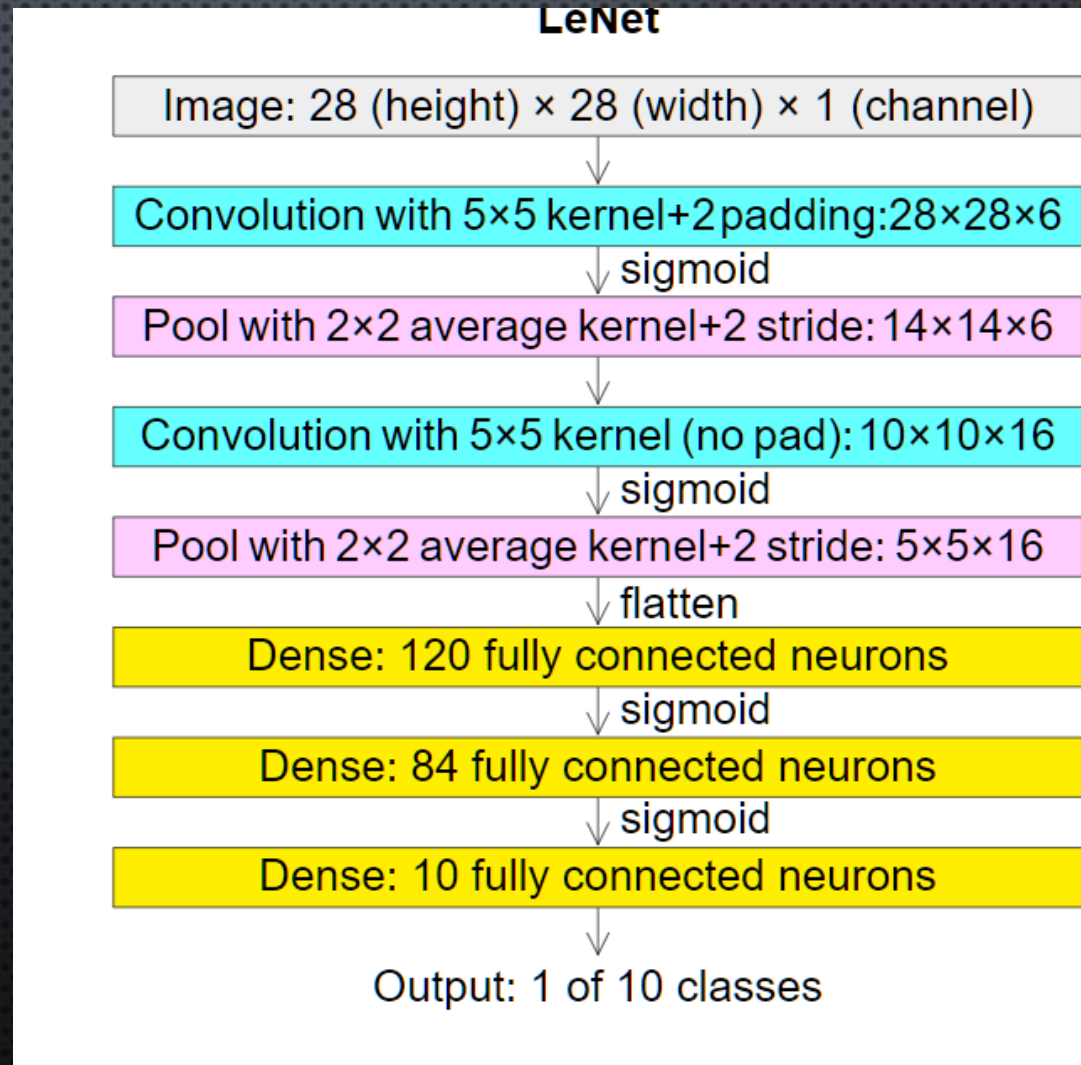 LeNet
Image: 28 (height) × 28 (width) × 1 (channel)
Convolution with 5×5 kernel+2padding:28×28×6
sigmoid
Pool with 2×2 average kernel+2 stride: 14×14×6
Convolution with 5×5 kernel (no pad): 10×10×16
sigmoid
Pool with 2×2 average kernel+2 stride: 5×5×16
flatten
Dense: 120 fully connected neurons
sigmoid
Dense: 84 fully connected neurons
sigmoid
Dense: 10 fully connected neurons
Output: 1 of 10 classes